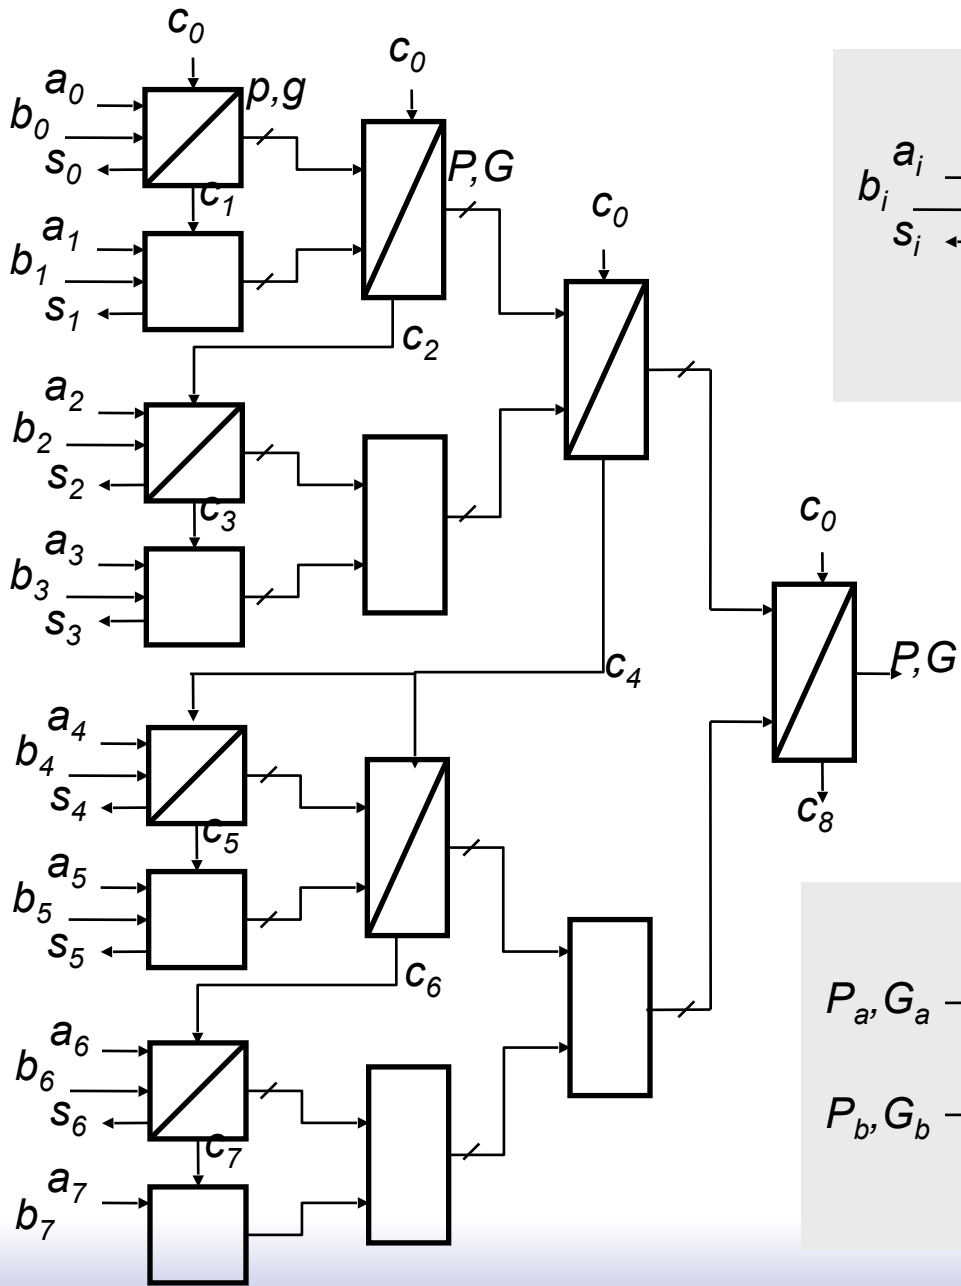 c₀
c₀
a₀
b₀
s₀
p,g
c₁
P,G
a₁
b₁
s₁
c₀
c₂
a₂
b₂
s₂
c₃
a₃
b₃
s₃
c₀
c₄
P,G
a₄
b₄
s₄
c₅
c₈
a₅
b₅
s₅
c₆
a₆
b₆
s₆
c₇
a₇
b₇
aᵢ
bᵢ
sᵢ
Pₐ,Gₐ
P_b,G_b